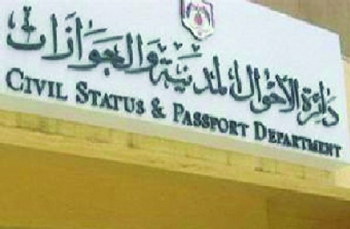 دائرة الأحوال المدنية والجوازات
CIVIL STATUS & PASSPORT DEPARTMENT